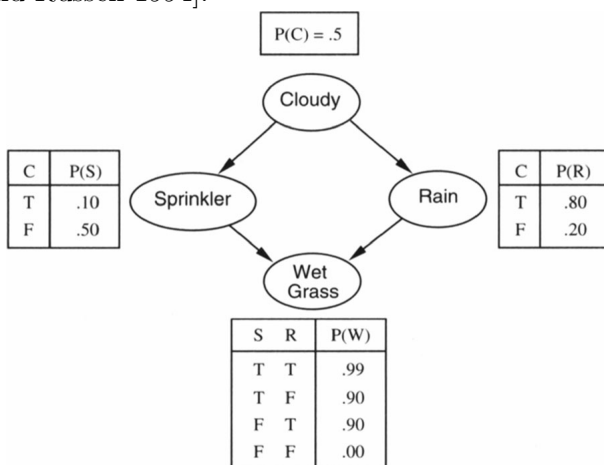 P(C) = .5
Cloudy
C P(S)
T .10
F .50
Sprinkler
Rain
C P(R)
T .80
F .20
Wet
Grass
S R P(W)
T T .99
T F .90
F T .90
F F .00